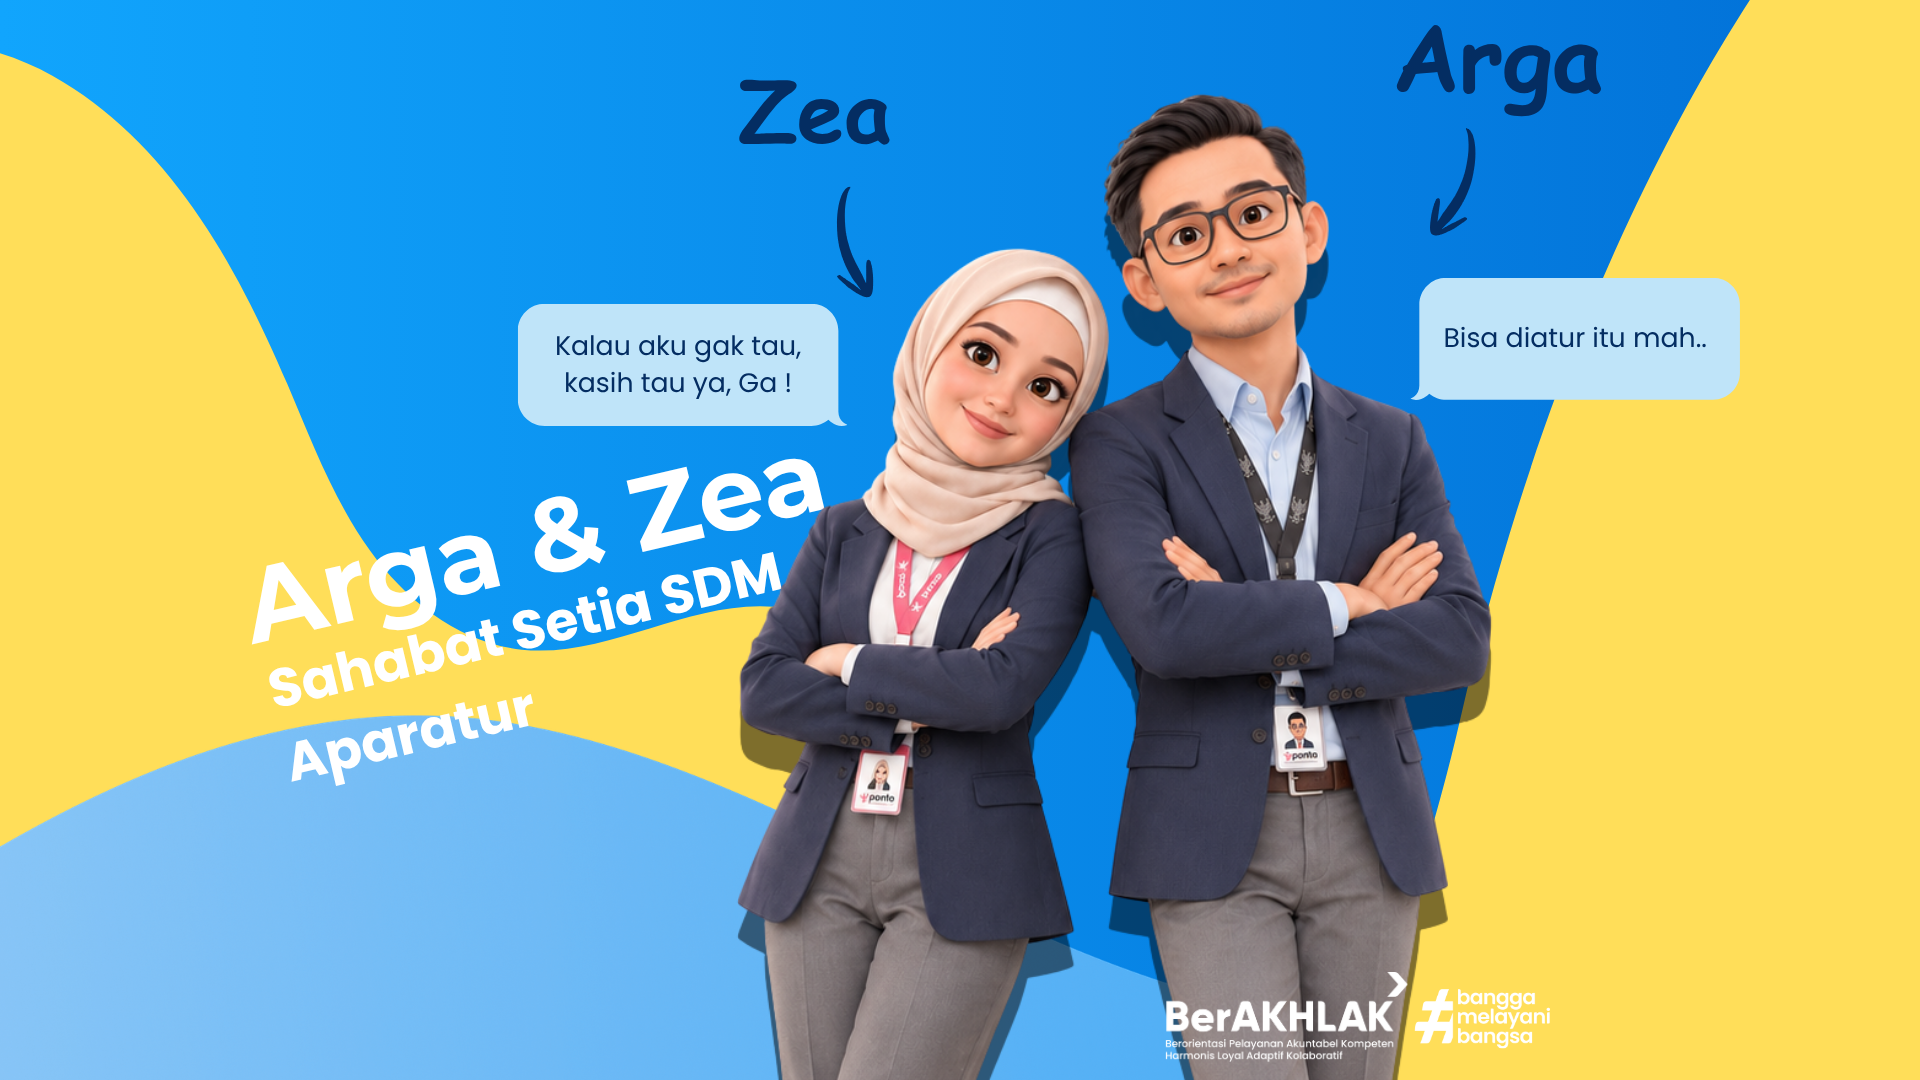 Zea
Arga
Kalau aku gak tau,
kasih tau ya, Ga !
Bisa diatur itu mah..
Arga & Zea
Sahabat Setia SDM
Aparatur
ponto
ponto
BerAKHLAK
Berorientasi Pelayanan Akuntabel Kompeten
Harmonis Loyal Adaptif Kolaboratif
#bangga
melayani
bangsa